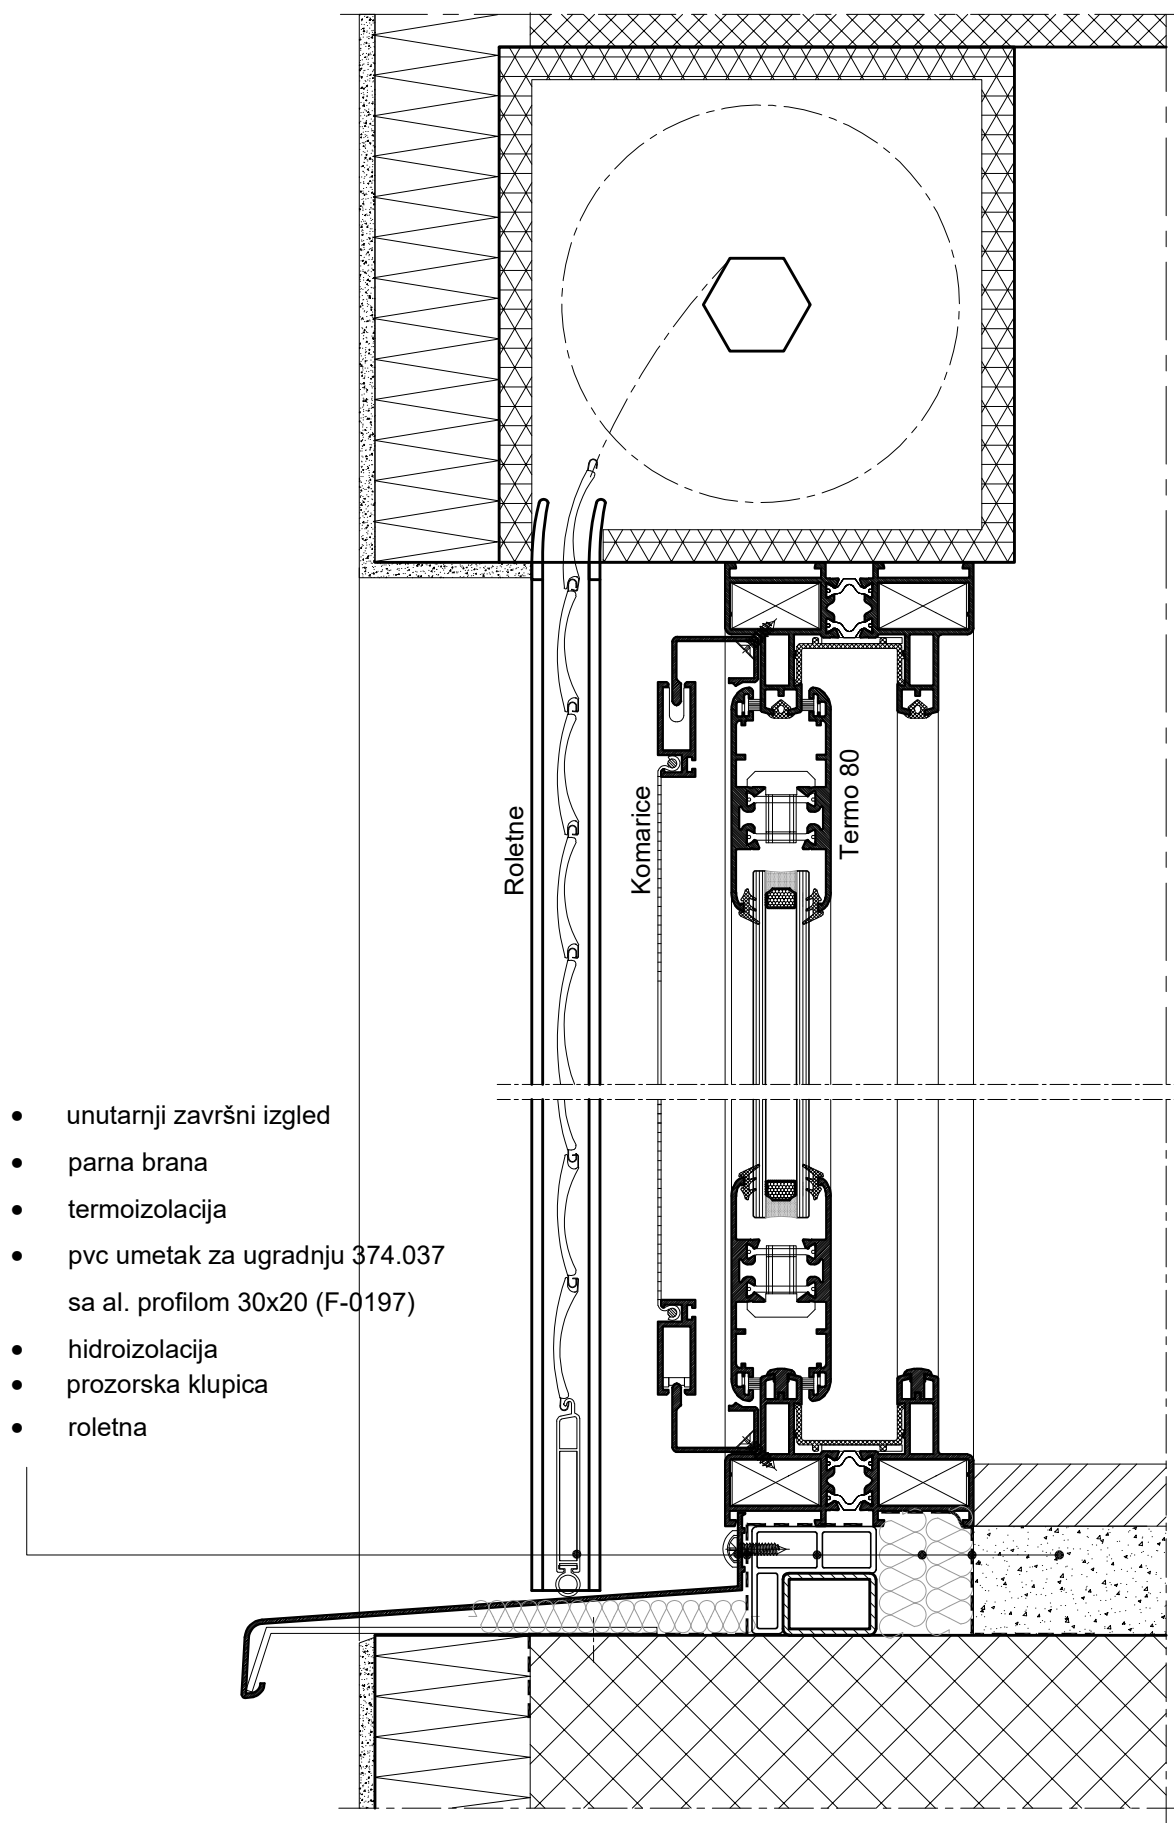 Roletne
Komarice
Termo 80
• unutarnji završni izgled
• parna brana
• termoizolacija
• pvc umetak za ugradnju 374.037
sa al. profilom 30x20 (F-0197)
• hidroizolacija
• prozorska klupica
• roletna